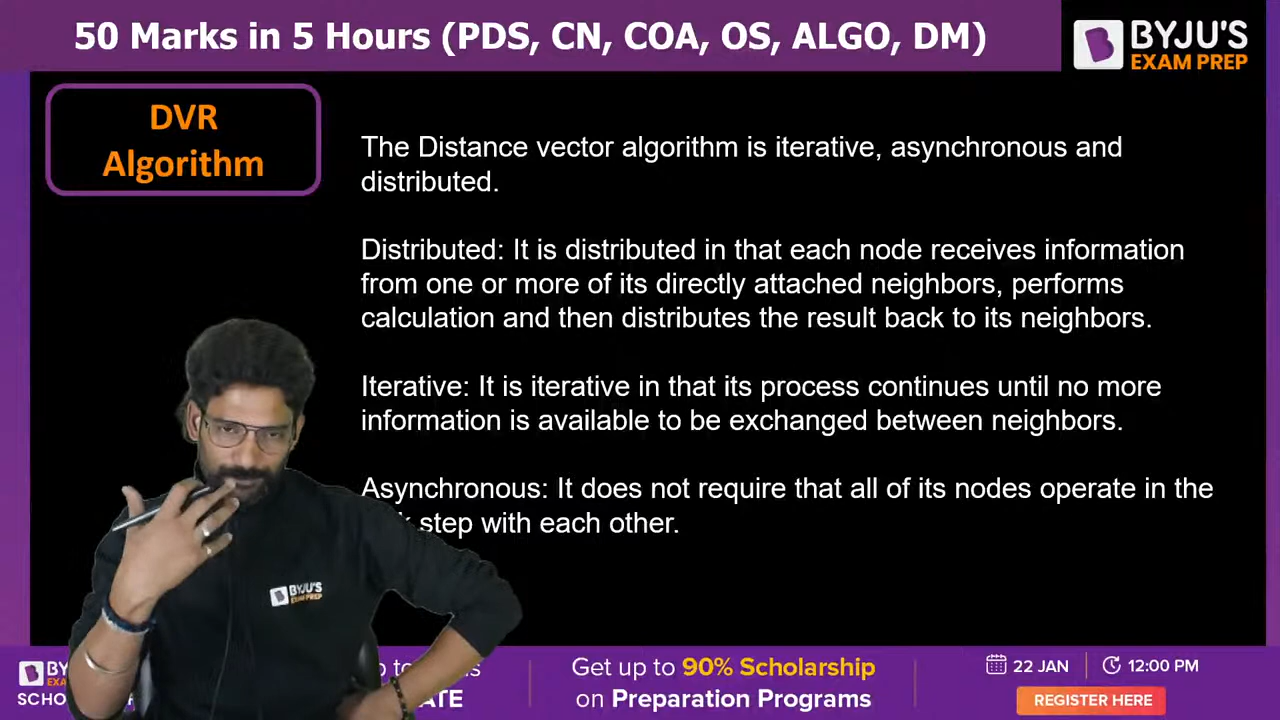 50 Marks in 5 Hours (PDS, CN, COA, OS, ALGO, DM)
BYJU'S
EXAM PREP
DVR
Algorithm
The Distance vector algorithm is iterative, asynchronous and
distributed.
Distributed: It is distributed in that each node receives information
from one or more of its directly attached neighbors, performs
calculation and then distributes the result back to its neighbors.
Iterative: It is iterative in that its process continues until no more
information is available to be exchanged between neighbors.
Asynchronous: It does not require that all of its nodes operate in the
step with each other.
BYJU'S
EXAM PREP
Get up to 90% Scholarship
on Preparation Programs
22 JAN
12:00 PM
REGISTER HERE